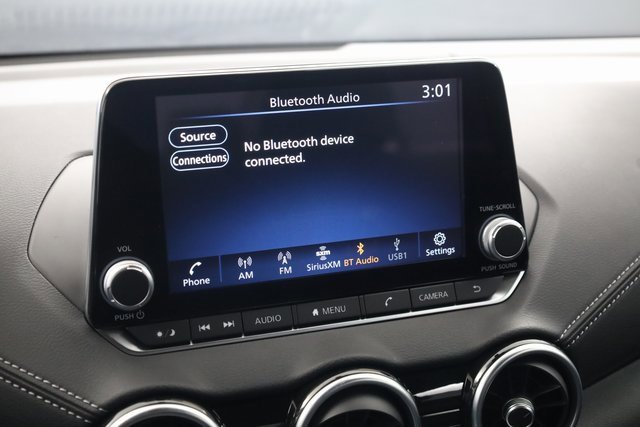 Bluetooth Audio
3:01
Source
Connections
No Bluetooth device
connected.
Phone
AM
FM
SiriusXM
BT Audio
USB1
Settings
VOL
PUSH
TUNE·SCROLL
PUSH SOUND
AUDIO
MENU
CAMERA